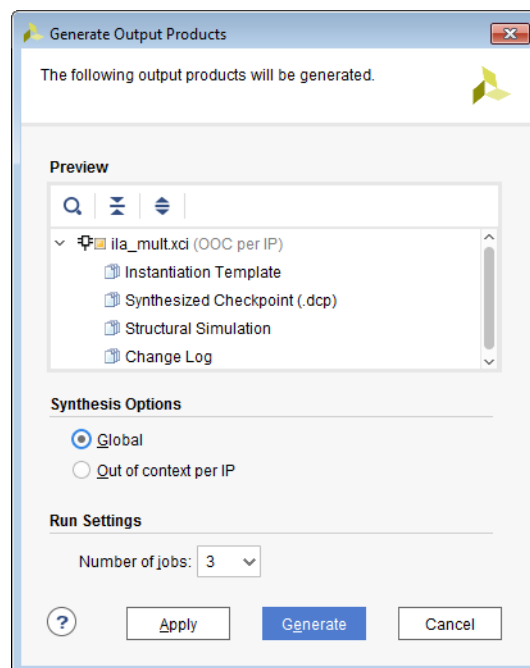 Generate Output Products
The following output products will be generated.
Preview
ila_mult.xci (OOC per IP)
Instantiation Template
Synthesized Checkpoint (.dcp)
Structural Simulation
Change Log
Synthesis Options
Global
Out of context per IP
Run Settings
Number of jobs: 3
? Apply Generate Cancel